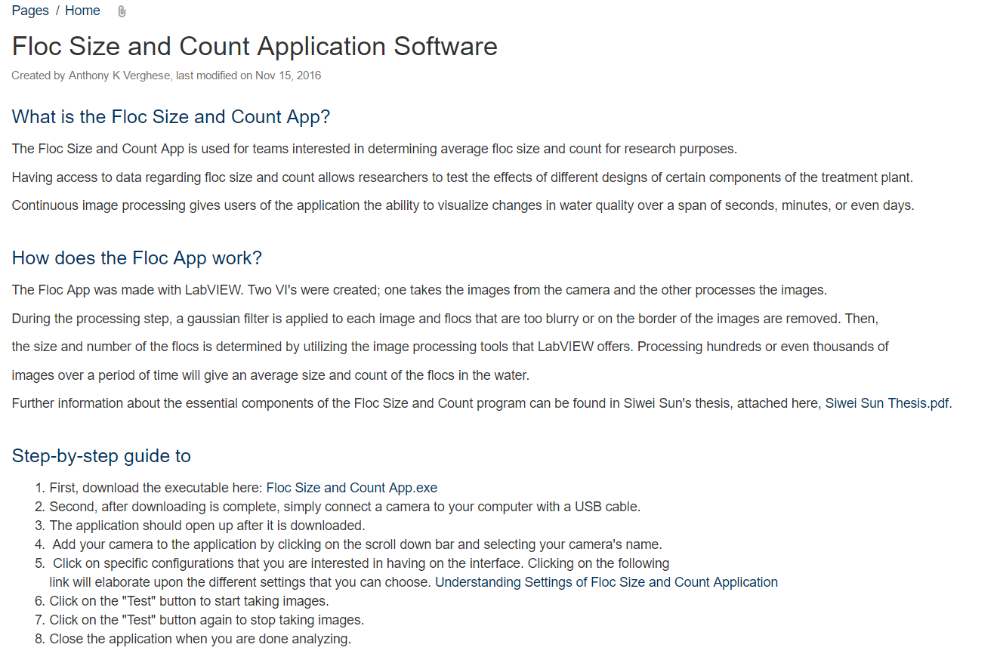 Pages / Home
Floc Size and Count Application Software
Created by Anthony K Verghese, last modified on Nov 15, 2016
What is the Floc Size and Count App?
The Floc Size and Count App is used for teams interested in determining average floc size and count for research purposes.
Having access to data regarding floc size and count allows researchers to test the effects of different designs of certain components of the treatment plant.
Continuous image processing gives users of the application the ability to visualize changes in water quality over a span of seconds, minutes, or even days.
How does the Floc App work?
The Floc App was made with LabVIEW. Two VI's were created; one takes the images from the camera and the other processes the images.
During the processing step, a gaussian filter is applied to each image and flocs that are too blurry or on the border of the images are removed. Then,
the size and number of the flocs is determined by utilizing the image processing tools that LabVIEW offers. Processing hundreds or even thousands of
images over a period of time will give an average size and count of the flocs in the water.
Further information about the essential components of the Floc Size and Count program can be found in Siwei Sun's thesis, attached here, Siwei Sun Thesis.pdf.
Step-by-step guide to
1. First, download the executable here: Floc Size and Count App.exe
2. Second, after downloading is complete, simply connect a camera to your computer with a USB cable.
3. The application should open up after it is downloaded.
4. Add your camera to the application by clicking on the scroll down bar and selecting your camera's name.
5. Click on specific configurations that you are interested in having on the interface. Clicking on the following
link will elaborate upon the different settings that you can choose. Understanding Settings of Floc Size and Count Application
6. Click on the "Test" button to start taking images.
7. Click on the "Test" button again to stop taking images.
8. Close the application when you are done analyzing.